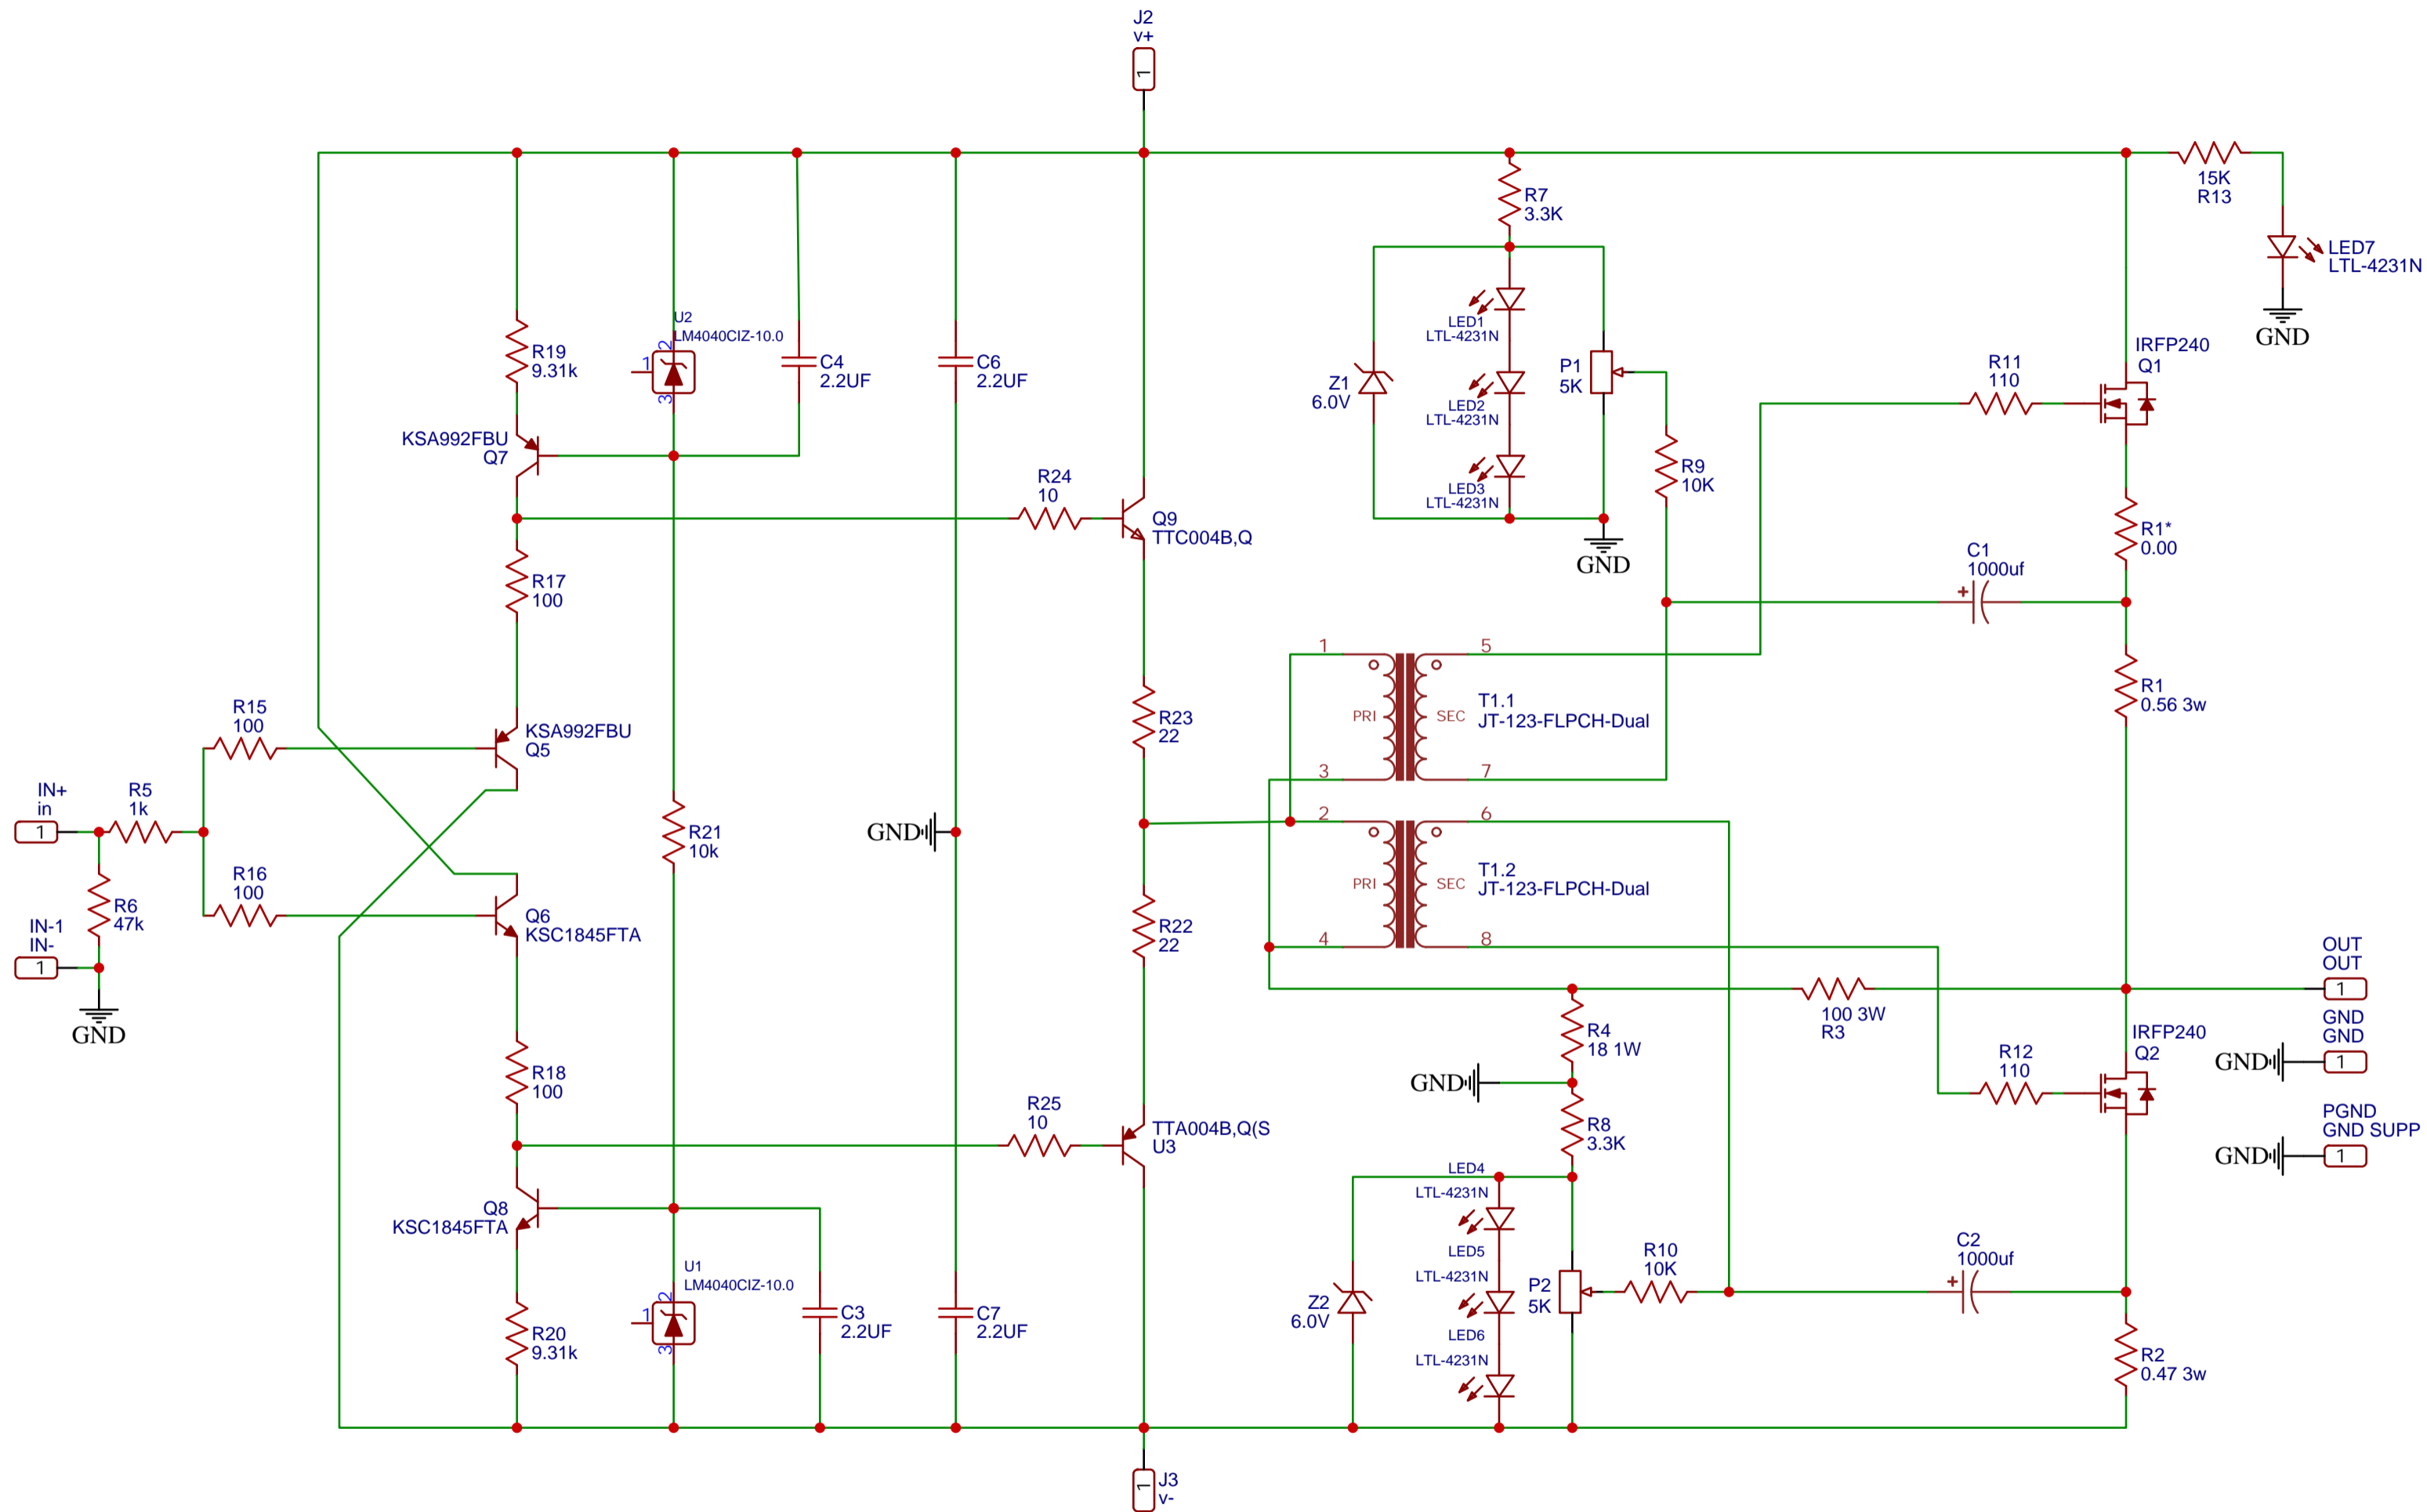 J2
v+
1
15K
R13
LED7
LTL-4231N
GND
R7
3.3K
LED1
LTL-4231N
LED2
LTL-4231N
LED3
LTL-4231N
Z1
6.0V
P1
5K
R9
10K
GND
IRFP240
Q1
R11
110
R1*
0.00
C1
1000uf
R1
0.56 3w
U2
LM4040CIZ-10.0
1
2
3
R19
9.31k
C4
2.2UF
C6
2.2UF
KSA992FBU
Q7
R24
10
Q9
TTC004B,Q
R17
100
R15
100
KSA992FBU
Q5
R23
22
1
5
PRI
SEC
T1.1
JT-123-FLPCH-Dual
3
7
IN+
in
1
R5
1k
R21
10k
GND
2
6
PRI
SEC
T1.2
JT-123-FLPCH-Dual
4
8
R16
100
R6
47k
Q6
KSC1845FTA
IN-1
IN-
1
GND
R22
22
OUT
OUT
1
GND
GND
GND
1
PGND
GND SUPP
GND
1
100 3W
R3
R4
18 1W
GND
R8
3.3K
IRFP240
Q2
R12
110
R18
100
R25
10
TTA004B,Q(S
U3
Q8
KSC1845FTA
U1
LM4040CIZ-10.0
1
2
3
R20
9.31k
C3
2.2UF
C7
2.2UF
LED4
LTL-4231N
LED5
LTL-4231N
LED6
LTL-4231N
Z2
6.0V
P2
5K
R10
10K
C2
1000uf
R2
0.47 3w
1
J3
v-